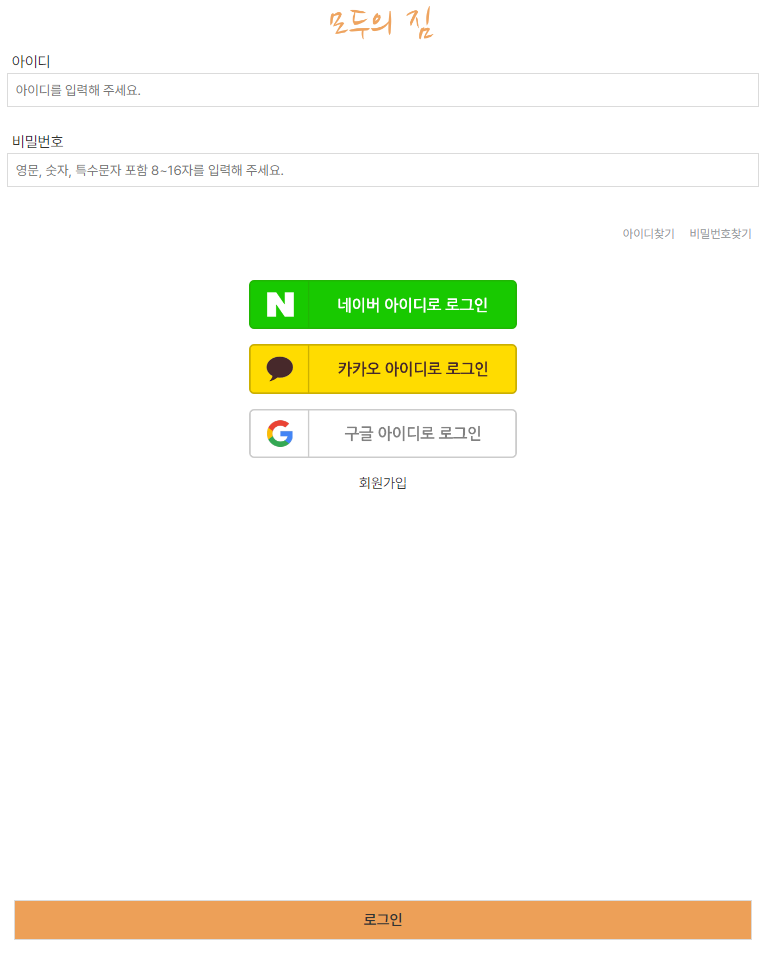 모두의 짐
아이디
아이디를 입력해 주세요.
비밀번호
영문, 숫자, 특수문자 포함 8~16자를 입력해 주세요.
아이디찾기 비밀번호찾기
네이버 아이디로 로그인
카카오 아이디로 로그인
구글 아이디로 로그인
회원가입
로그인